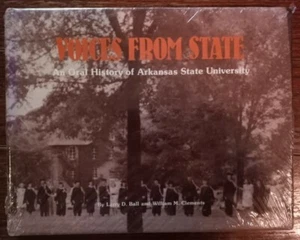 VOICES FROM STATE
An Oral History of Arkansas State University
By Larry D. Ball and William M. Clements